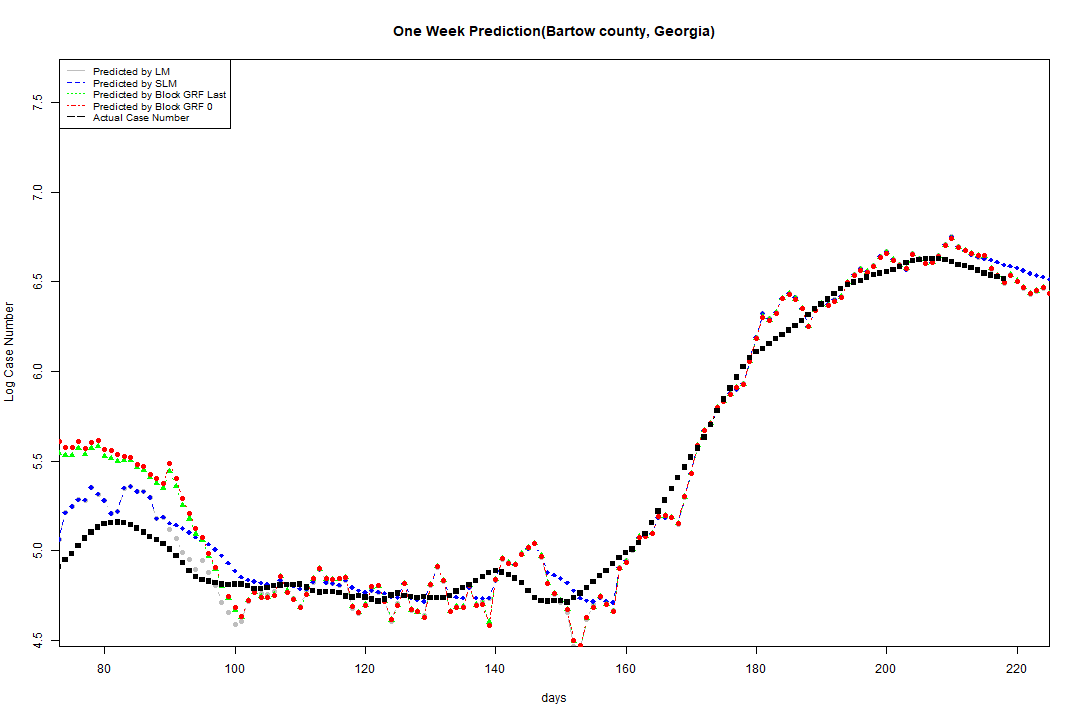 One Week Prediction(Bartow county, Georgia)
Predicted by LM
Predicted by SLM
Predicted by Block GRF Last
Predicted by Block GRF 0
Actual Case Number
7.5
7.0
6.5
6.0
5.5
5.0
4.5
Log Case Number
80 100 120 140 160 180 200 220
days